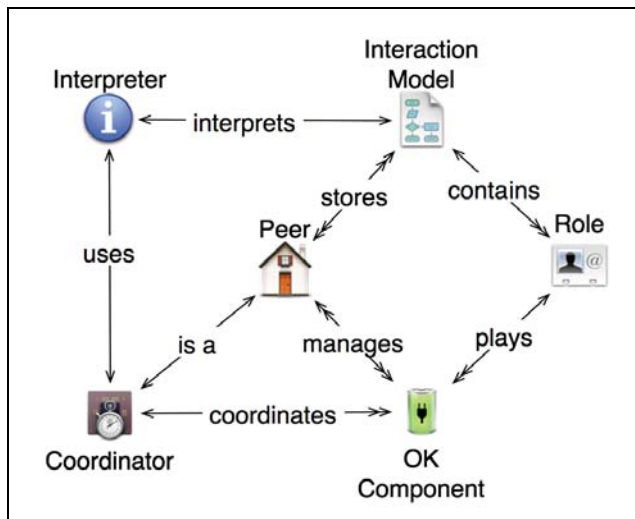 Interaction
Model
Interpreter
interprets
stores
contains
Peer
Role
@
uses
is a
manages
plays
coordinates
Coordinator
OK
Component